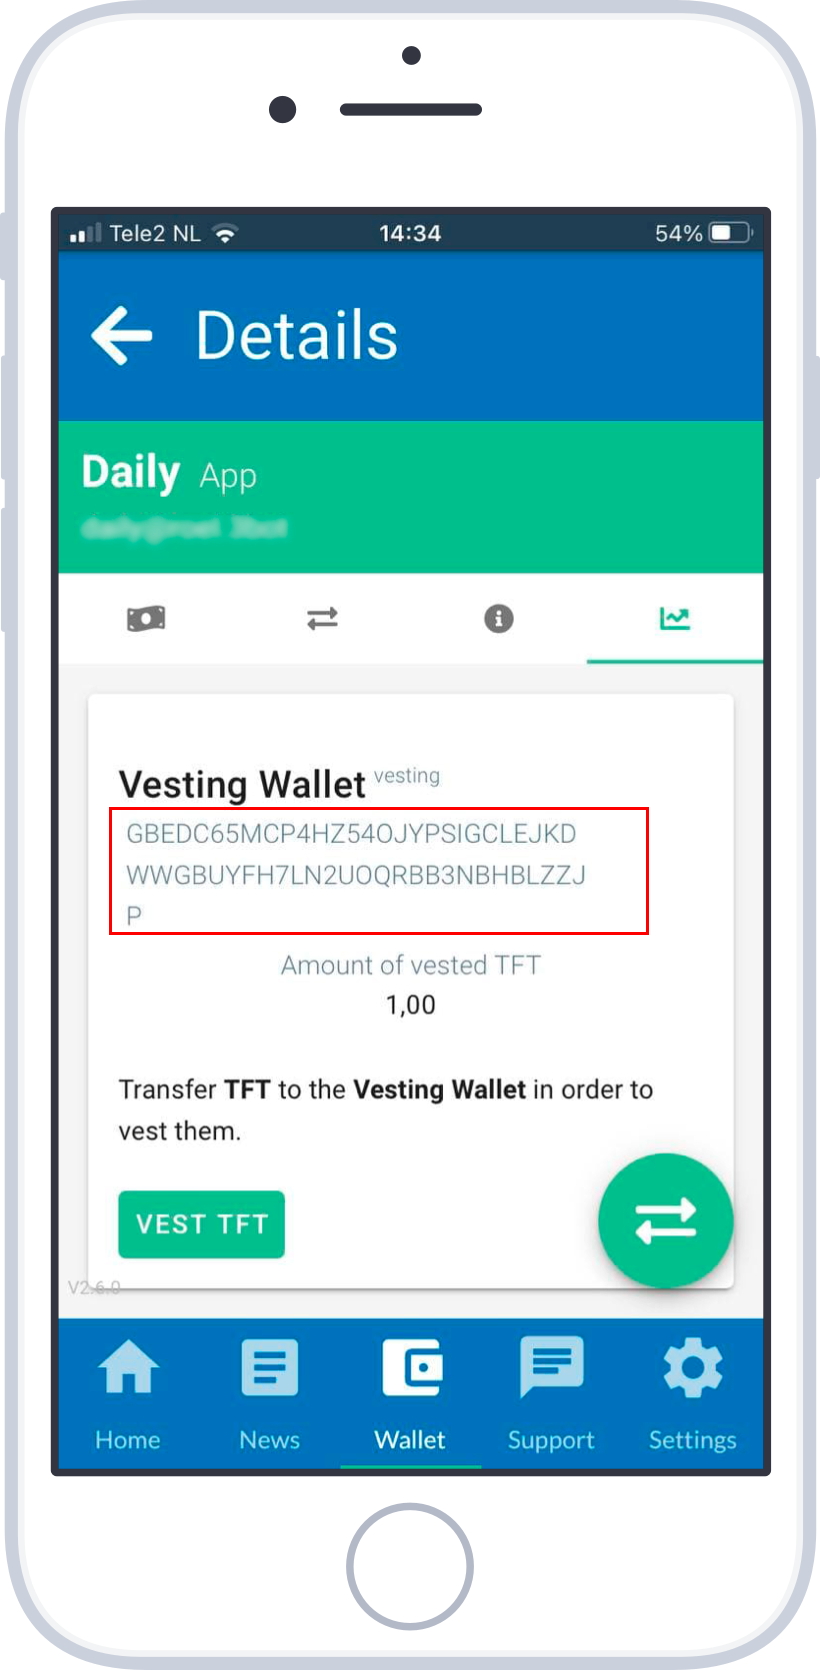 Tele2 NL 14:34 54%
Details
Daily App
Vesting Wallet vesting
GBEDC65MCP4HZ54OJYPSIGCLEJKD
WWGBUYFH7LN2UOQRBB3NBHBLZZJ
P
Amount of vested TFT
1,00
Transfer TFT to the Vesting Wallet in order to
vest them.
VEST TFT
V2.6.0
Home News Wallet Support Settings